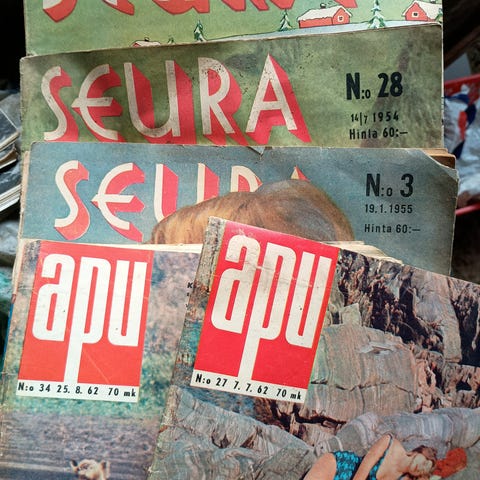 SEURA
SEURA
N:o 28
14/7 1954
Hinta 60:—
SEURA
N:o 3
19.1.1955
Hinta 60:—
apu
N:o 34 25. 8. 62 70 mk
apu
N:o 27 7. 7. 62 70 mk